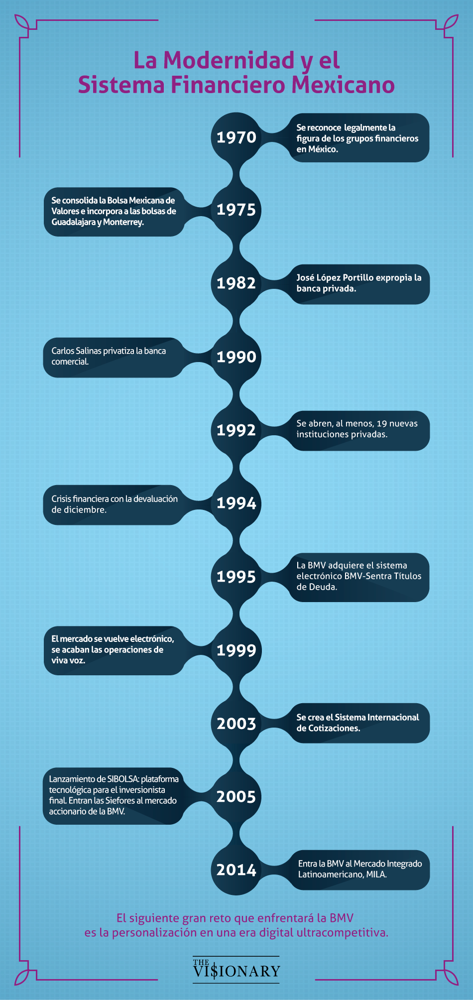 La Modernidad y el
Sistema Financiero Mexicano
1970
Se reconoce legalmente la
figura de los grupos financieros
en México.
1975
Se consolida la Bolsa Mexicana de
Valores e incorpora a las bolsas de
Guadalajara y Monterrey.
1982
José López Portillo expropia la
banca privada.
1990
Carlos Salinas privatiza la banca
comercial.
1992
Se abren, al menos, 19 nuevas
instituciones privadas.
1994
Crisis financiera con la devaluación
de diciembre.
1995
La BMV adquiere el sistema
electrónico BMV-Sentra Títulos
de Deuda.
1999
El mercado se vuelve electrónico,
se acaban las operaciones de
viva voz.
2003
Se crea el Sistema Internacional
de Cotizaciones.
2005
Lanzamiento de SIBOLSA: plataforma
tecnológica para el inversionista
final. Entran las Siefores al mercado
accionario de la BMV.
2014
Entra la BMV al Mercado Integrado
Latinoamericano, MILA.
El siguiente gran reto que enfrentará la BMV
es la personalización en una era digital ultracompetitiva.
THE
VI$IONARY